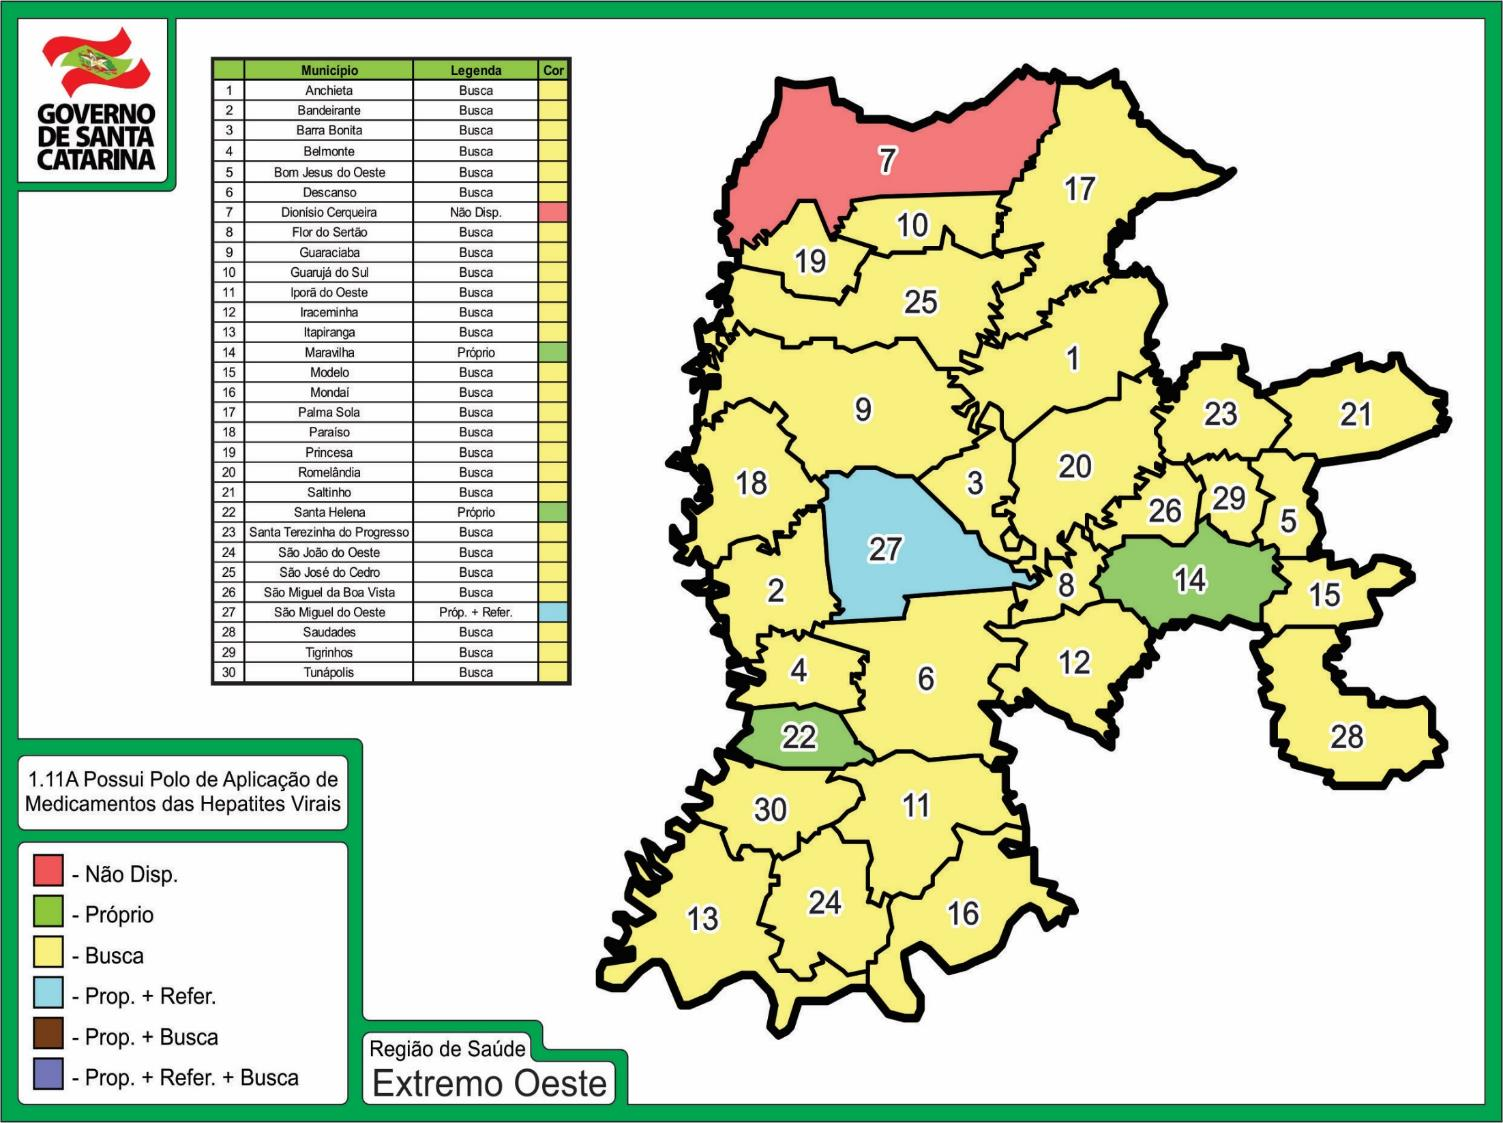 GOVERNO
DE SANTA
CATARINA
Município Legenda Cor
1 Anchieta Busca
2 Bandeirante Busca
3 Barra Bonita Busca
4 Belmonte Busca
5 Bom Jesus do Oeste Busca
6 Descanso Busca
7 Dionísio Cerqueira Não Disp.
8 Flor do Sertão Busca
9 Guaraciaba Busca
10 Guarujá do Sul Busca
11 Iporã do Oeste Busca
12 Iraceminha Busca
13 Itapiranga Busca
14 Maravilha Próprio
15 Modelo Busca
16 Mondaí Busca
17 Palma Sola Busca
18 Paraíso Busca
19 Princesa Busca
20 Romelândia Busca
21 Saltinho Busca
22 Santa Helena Próprio
23 Santa Terezinha do Progresso Busca
24 São João do Oeste Busca
25 São José do Cedro Busca
26 São Miguel da Boa Vista Busca
27 São Miguel do Oeste Próp. + Refer.
28 Saudades Busca
29 Tigrinhos Busca
30 Tunápolis Busca
7
17
10
19
25
1
9
23
21
20
3
18
29
26
5
27
14
8
2
15
12
4
6
22
28
11
30
24
16
13
1.11A Possui Polo de Aplicação de
Medicamentos das Hepatites Virais
- Não Disp.
- Próprio
- Busca
- Prop. + Refer.
- Prop. + Busca
- Prop. + Refer. + Busca
Região de Saúde
Extremo Oeste